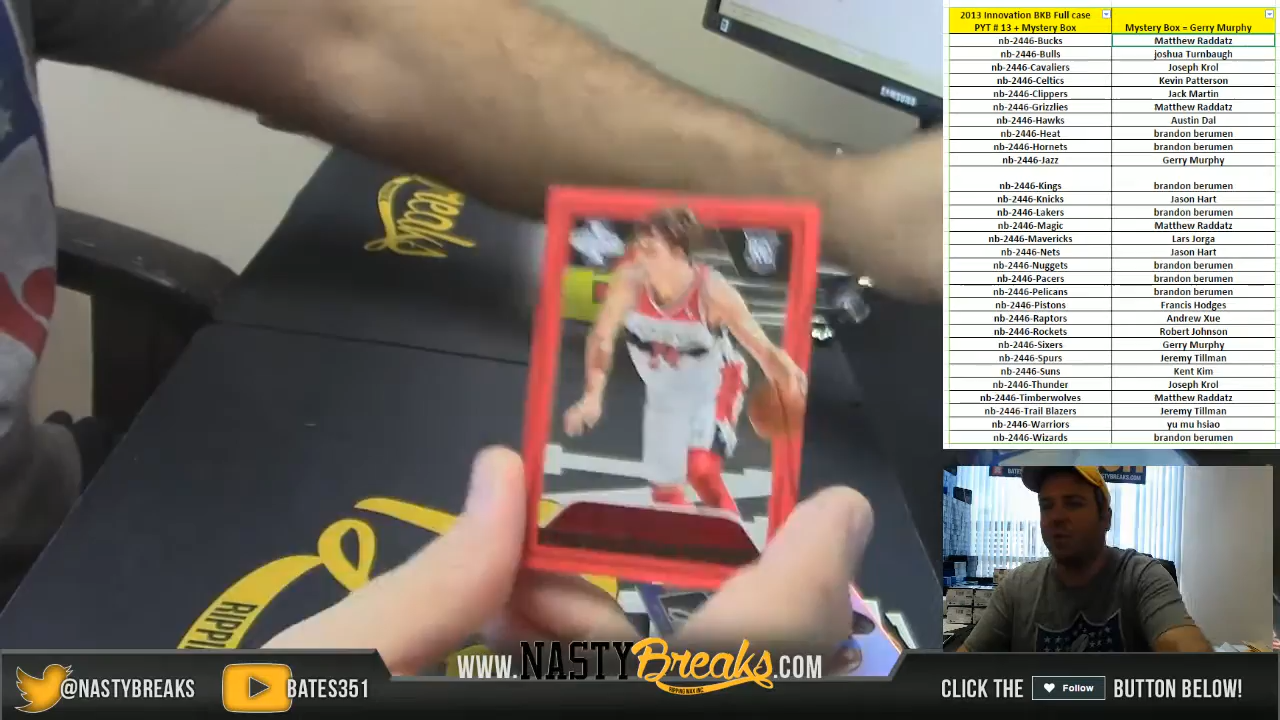 2013 Innovation BKB Full case
PYT # 13 + Mystery Box
Mystery Box = Gerry Murphy
nb-2446-Bucks Matthew Raddatz
nb-2446-Bulls joshua Turnbaugh
nb-2446-Cavaliers Joseph Krol
nb-2446-Celtics Kevin Patterson
nb-2446-Clippers Jack Martin
nb-2446-Grizzlies Matthew Raddatz
nb-2446-Hawks Austin Dal
nb-2446-Heat brandon berumen
nb-2446-Hornets brandon berumen
nb-2446-Jazz Gerry Murphy
nb-2446-Kings brandon berumen
nb-2446-Knicks Jason Hart
nb-2446-Lakers brandon berumen
nb-2446-Magic Matthew Raddatz
nb-2446-Mavericks Lars Jorga
nb-2446-Nets Jason Hart
nb-2446-Nuggets brandon berumen
nb-2446-Pacers brandon berumen
nb-2446-Pelicans brandon berumen
nb-2446-Pistons Francis Hodges
nb-2446-Raptors Andrew Xue
nb-2446-Rockets Robert Johnson
nb-2446-Sixers Gerry Murphy
nb-2446-Spurs Jeremy Tillman
nb-2446-Suns Kent Kim
nb-2446-Thunder Joseph Krol
nb-2446-Timberwolves Matthew Raddatz
nb-2446-Trail Blazers Jeremy Tillman
nb-2446-Warriors yu mu hsiao
nb-2446-Wizards brandon berumen
SAMSUNG
Breaks
RIPPI
@NASTYBREAKS
BATES351
WWW.NASTYBreaks.COM
RIPPING WAX INC
CLICK THE Follow BUTTON BELOW!